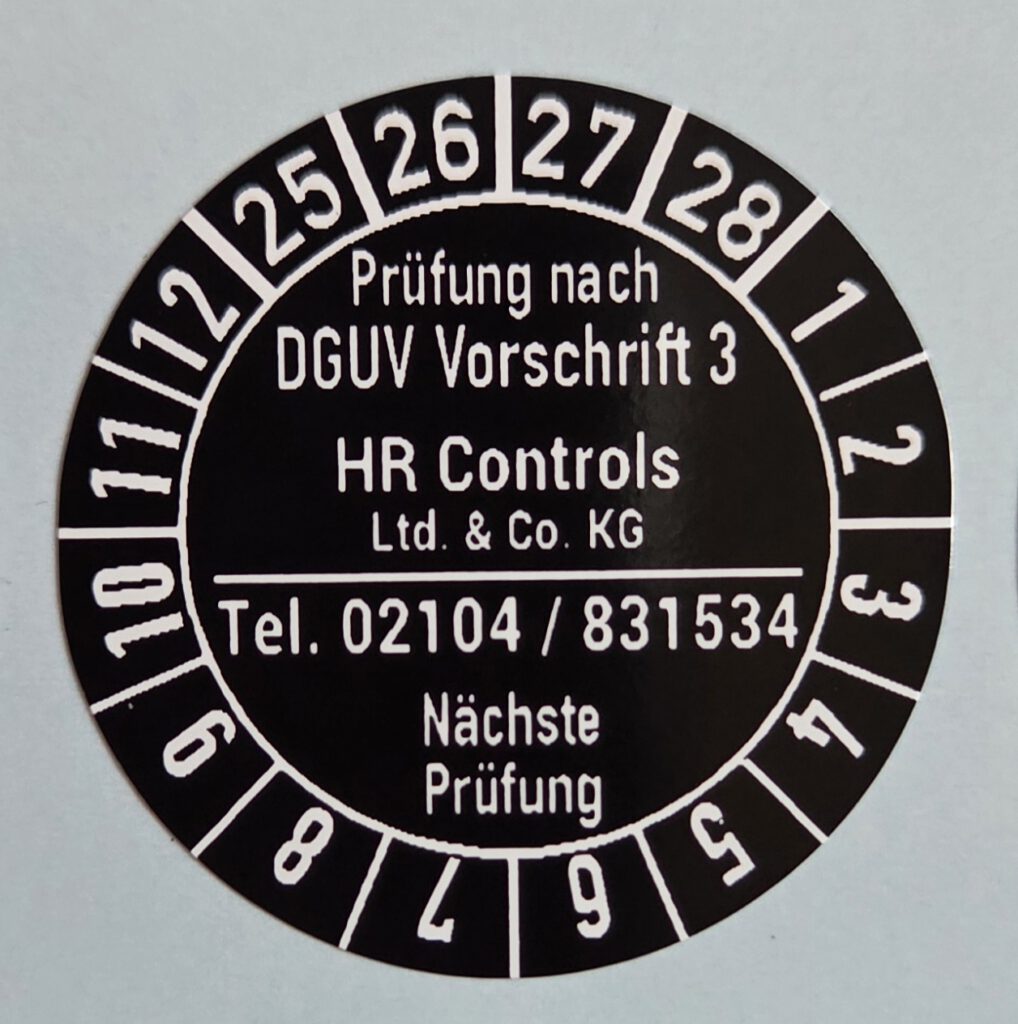 25 26 27 28
1 2 3 4 5 6 7 8 9 10 11 12
Prüfung nach
DGUV Vorschrift 3
HR Controls
Ltd. & Co. KG
Tel. 02104 / 831534
Nächste
Prüfung